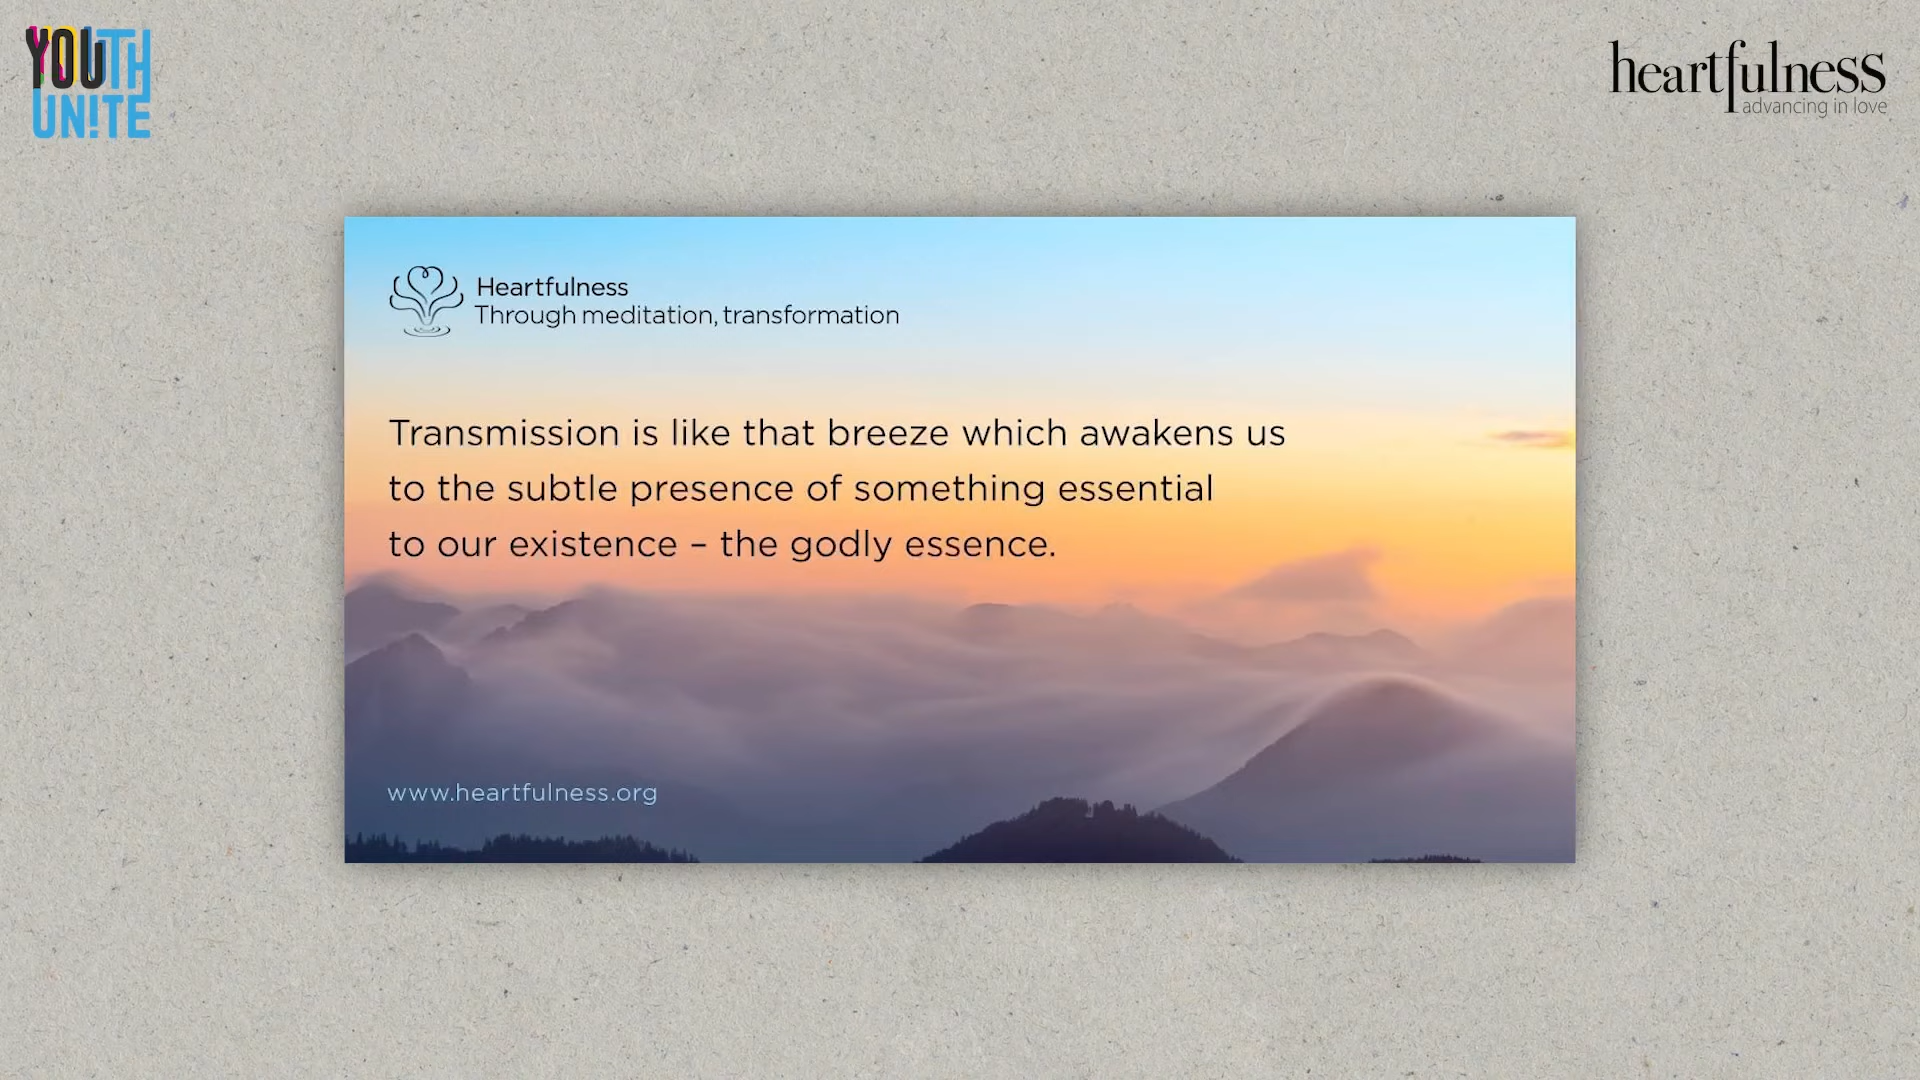 YOUTH
UN!TE
heartfulness
advancing in love
Heartfulness
Through meditation, transformation
Transmission is like that breeze which awakens us
to the subtle presence of something essential
to our existence – the godly essence.
www.heartfulness.org